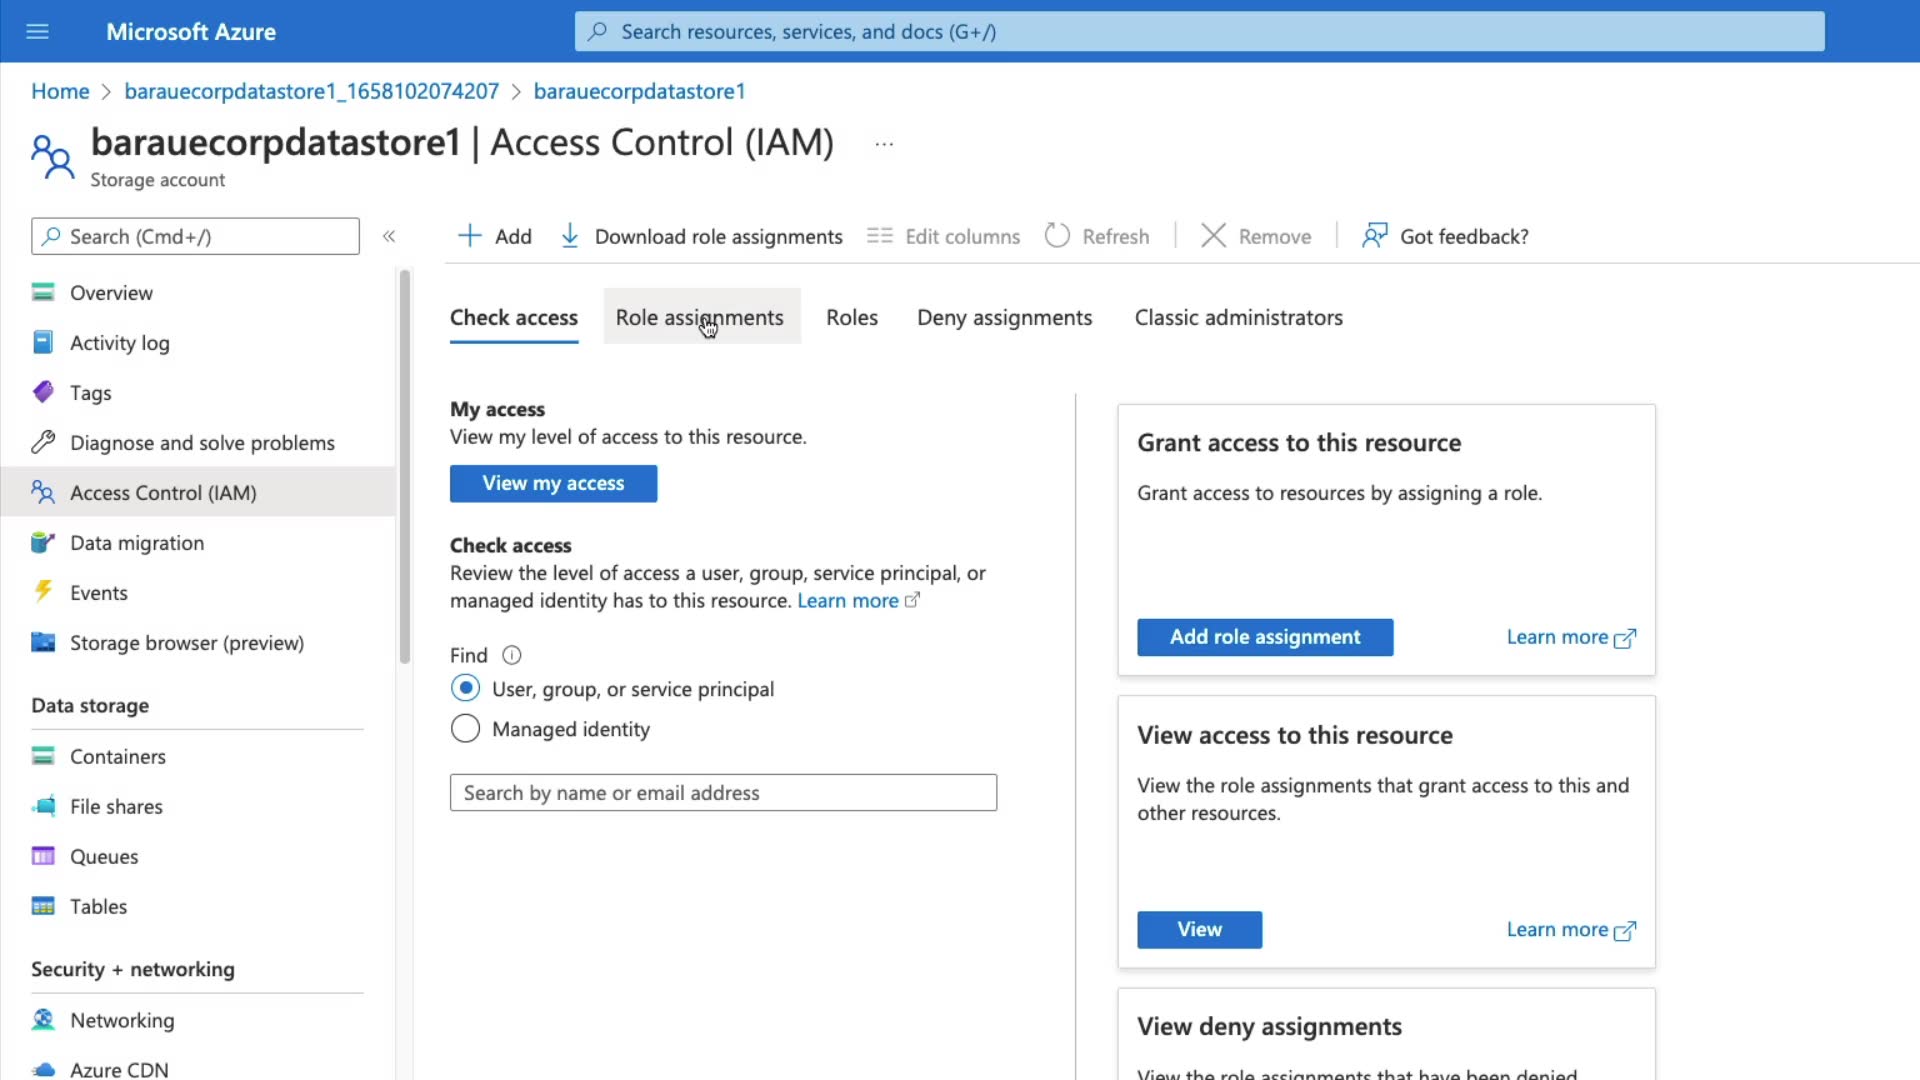 Microsoft Azure
Search resources, services, and docs (G+/)
Home > barauecorpdatastore1_1658102074207 > barauecorpdatastore1
barauecorpdatastore1 | Access Control (IAM) ...
Storage account
Search (Cmd+/)
«
Add
Download role assignments
Edit columns
Refresh
Remove
Got feedback?
Overview
Activity log
Tags
Diagnose and solve problems
Access Control (IAM)
Data migration
Events
Storage browser (preview)
Data storage
Containers
File shares
Queues
Tables
Security + networking
Networking
Azure CDN
Check access
Role assignments
Roles
Deny assignments
Classic administrators
My access
View my level of access to this resource.
View my access
Check access
Review the level of access a user, group, service principal, or
managed identity has to this resource. Learn more
Find
User, group, or service principal
Managed identity
Search by name or email address
Grant access to this resource
Grant access to resources by assigning a role.
Add role assignment
Learn more
View access to this resource
View the role assignments that grant access to this and
other resources.
View
Learn more
View deny assignments
View the role assignments that have been denied